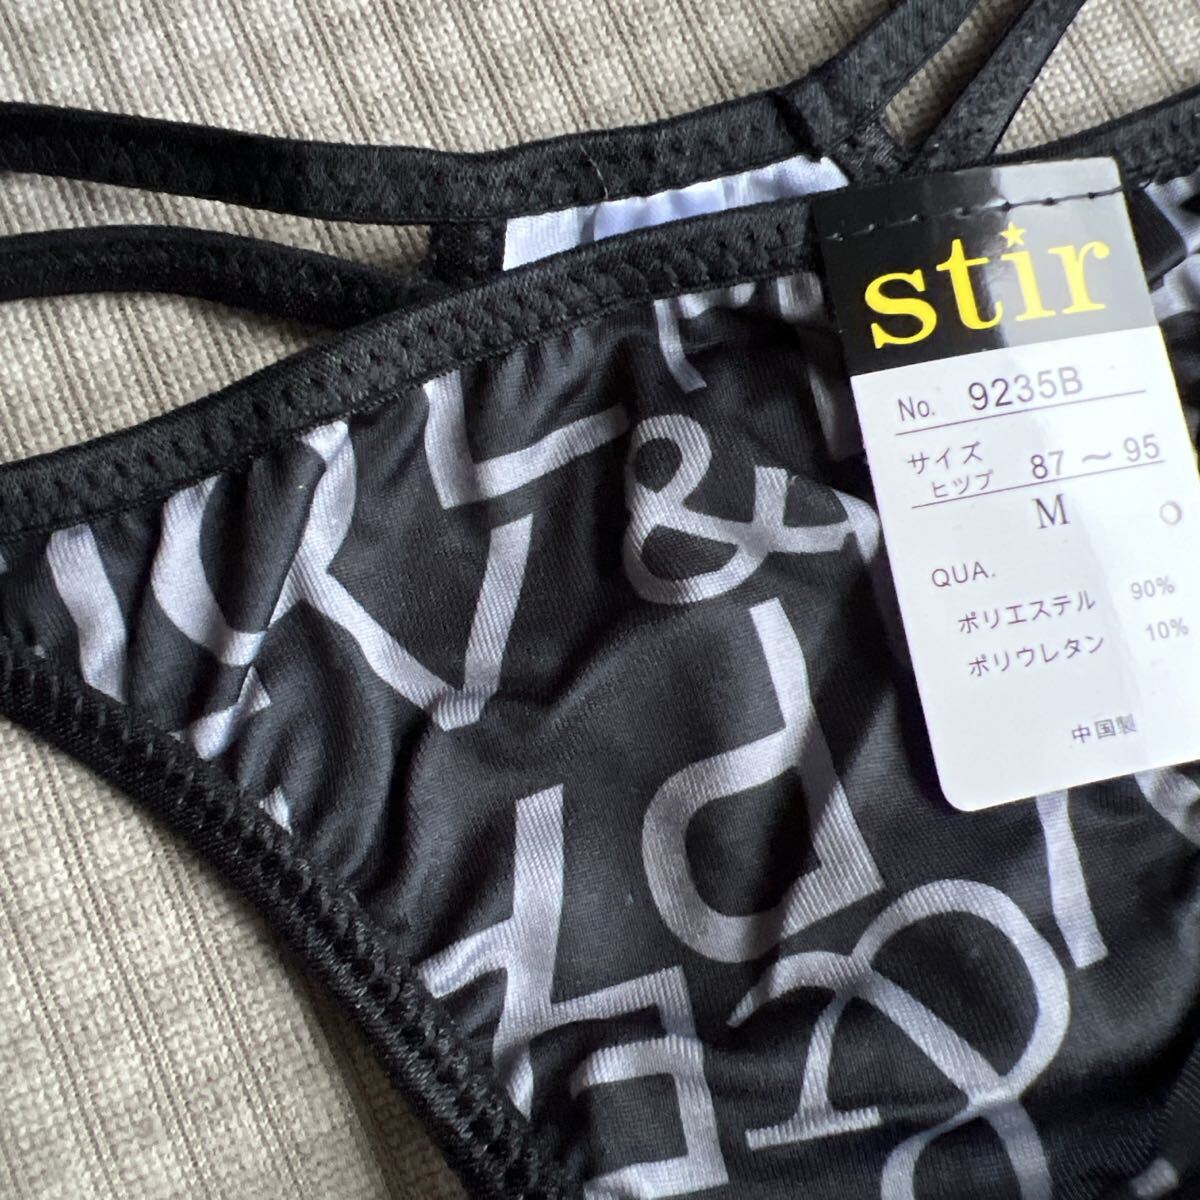 stir
No. 9235B
サイズ
ヒップ 87～95
M
QUA.
ポリエステル 90%
ポリウレタン 10%
中国製
&